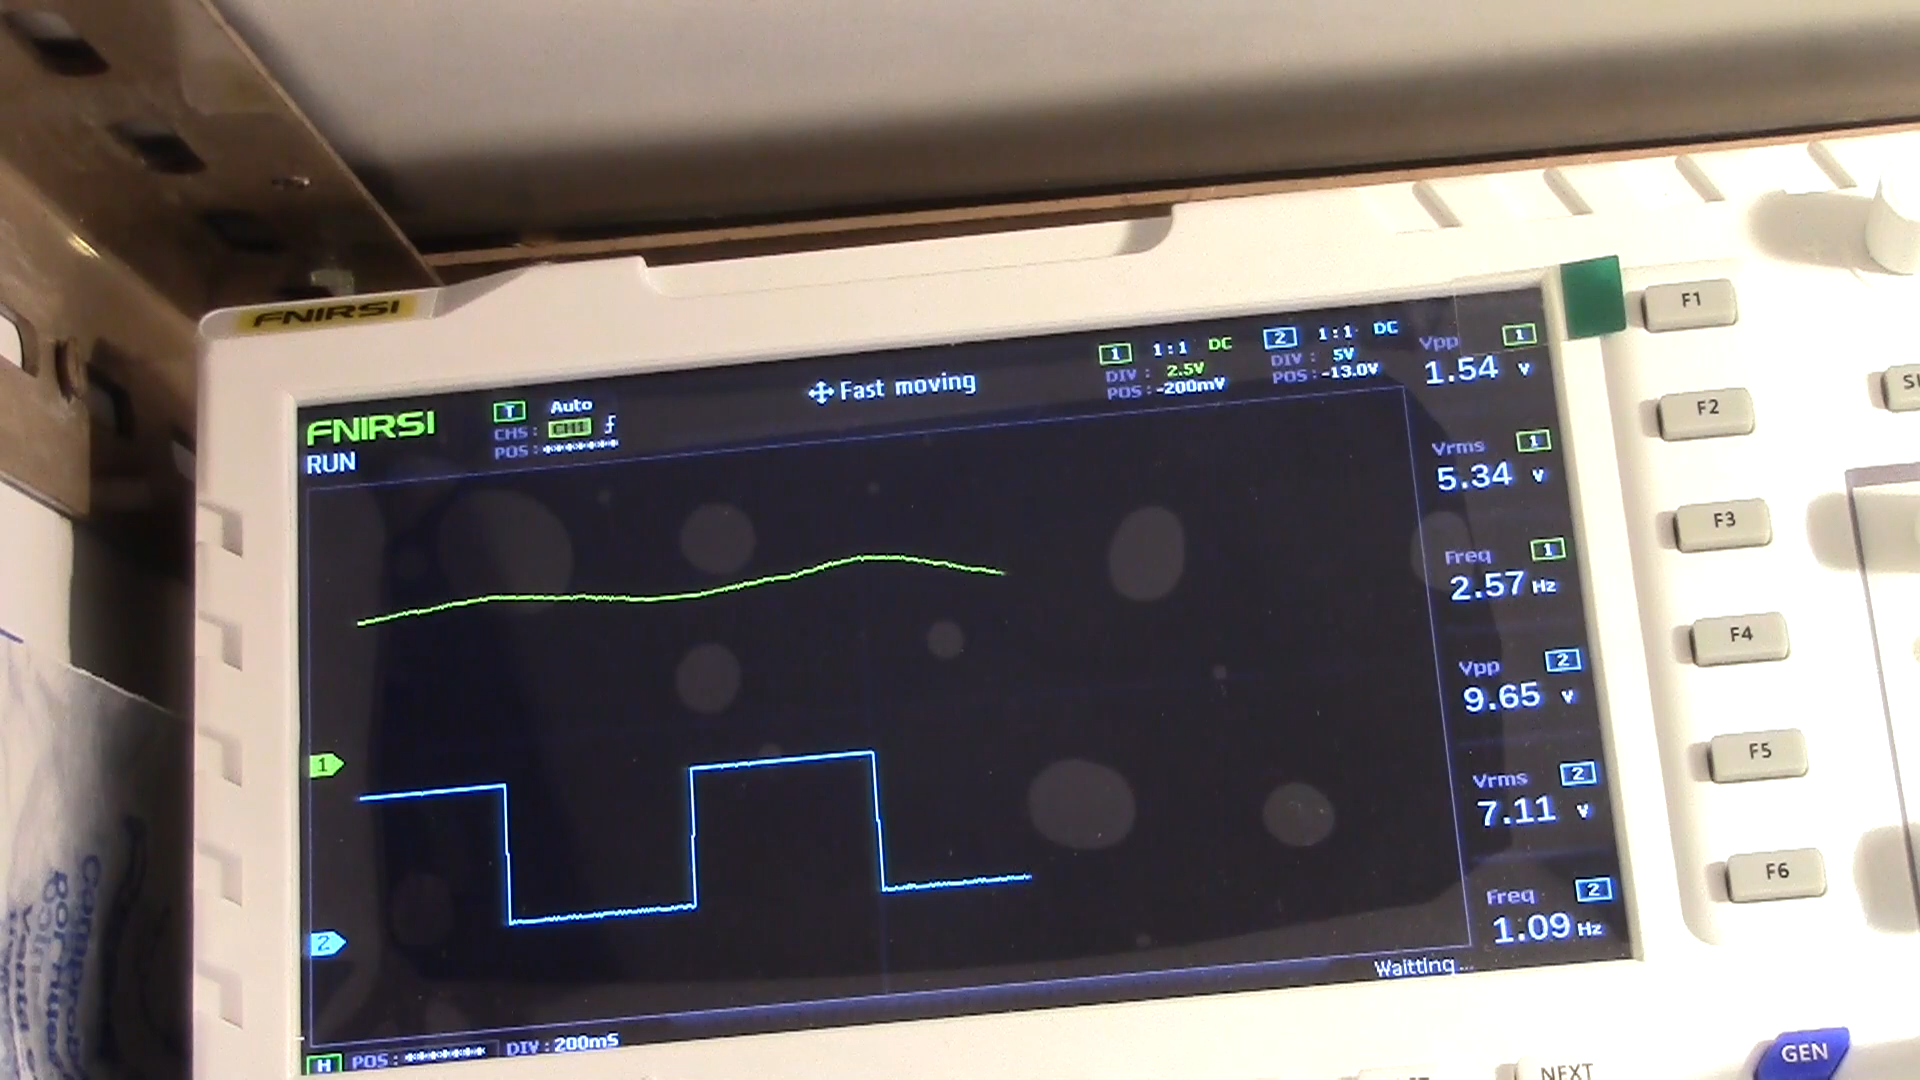 FNIRSI
FNIRSI
RUN
T Auto
CHS: CH1
POS:
Fast moving
1 1:1 DC
DIV: 2.5V
POS:-200mV
2 1:1 DC
DIV: 5V
POS:-13.0V
Vpp 1
1.54 V
Vrms 1
5.34 V
Freq 1
2.57 Hz
Vpp 2
9.65 V
Vrms 2
7.11 V
Freq 2
1.09 Hz
1
2
Waitting...
H POS: DIV:200mS
F1
F2
F3
F4
F5
F6
GEN
NEXT